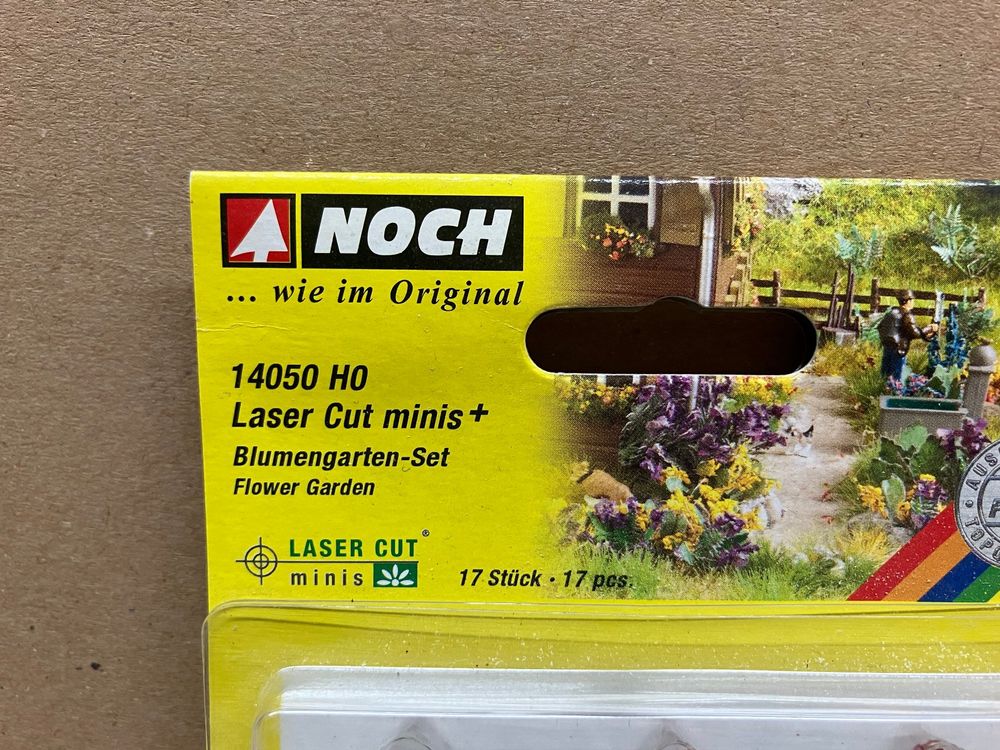 NOCH
... wie im Original
14050 H0
Laser Cut minis+
Blumengarten-Set
Flower Garden
LASER CUT®
minis
17 Stück · 17 pcs.